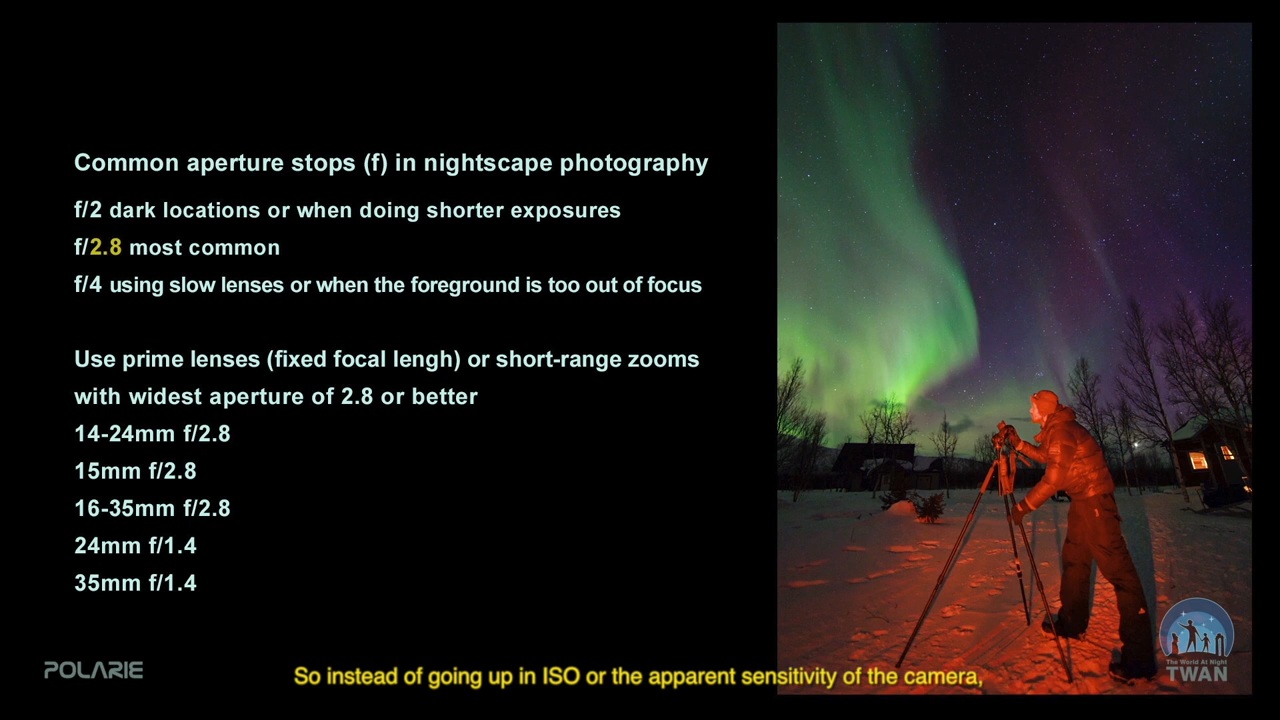 Common aperture stops (f) in nightscape photography
f/2 dark locations or when doing shorter exposures
f/2.8 most common
f/4 using slow lenses or when the foreground is too out of focus
Use prime lenses (fixed focal lengh) or short-range zooms
with widest aperture of 2.8 or better
14-24mm f/2.8
15mm f/2.8
16-35mm f/2.8
24mm f/1.4
35mm f/1.4
The World At Night
TWAN
POLARIE
So instead of going up in ISO or the apparent sensitivity of the camera,